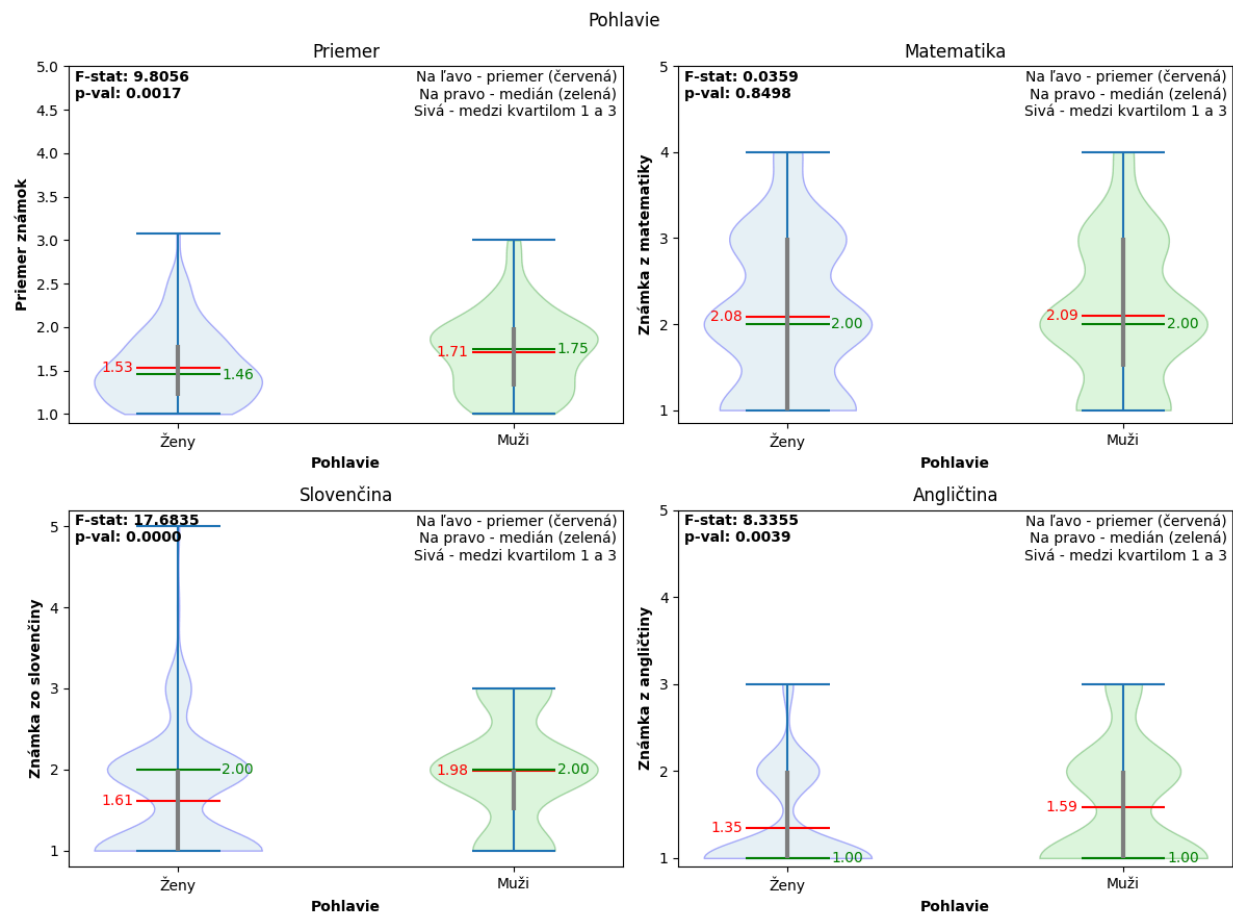 Pohlavie
Priemer
F-stat: 9.8056
p-val: 0.0017
Na ľavo - priemer (červená)
Na pravo - medián (zelená)
Sivá - medzi kvartilom 1 a 3
Priemer známok
5.0
4.5
4.0
3.5
3.0
2.5
2.0
1.5
1.0
1.53
1.46
1.71
1.75
Ženy
Muži
Pohlavie
Matematika
F-stat: 0.0359
p-val: 0.8498
Na ľavo - priemer (červená)
Na pravo - medián (zelená)
Sivá - medzi kvartilom 1 a 3
Známka z matematiky
5
4
3
2
1
2.08
2.00
2.09
2.00
Ženy
Muži
Pohlavie
Slovenčina
F-stat: 17.6835
p-val: 0.0000
Na ľavo - priemer (červená)
Na pravo - medián (zelená)
Sivá - medzi kvartilom 1 a 3
Známka zo slovenčiny
5
4
3
2
1
1.61
2.00
1.98
2.00
Ženy
Muži
Pohlavie
Angličtina
F-stat: 8.3355
p-val: 0.0039
Na ľavo - priemer (červená)
Na pravo - medián (zelená)
Sivá - medzi kvartilom 1 a 3
Známka z angličtiny
5
4
3
2
1
1.35
1.00
1.59
1.00
Ženy
Muži
Pohlavie